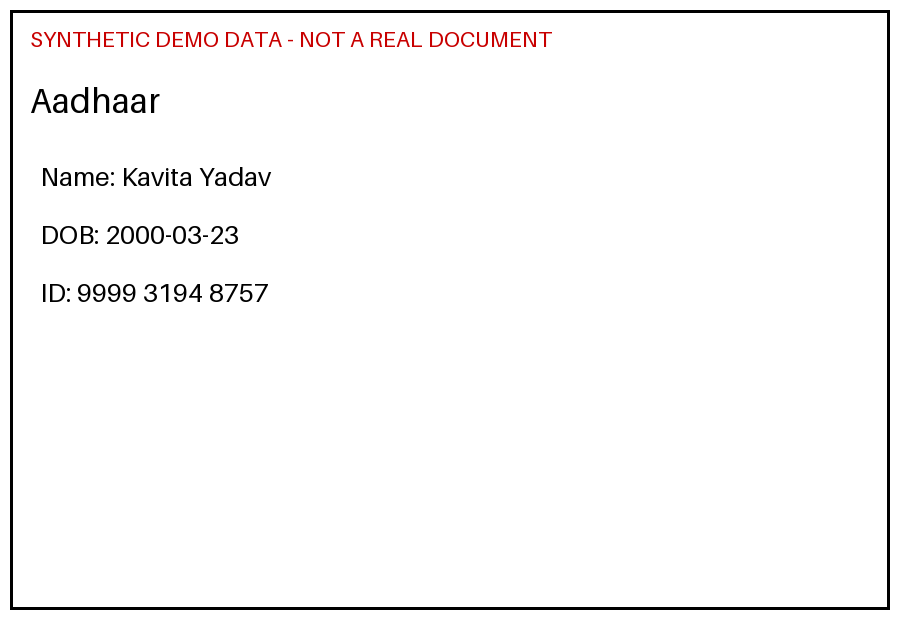 SYNTHETIC DEMO DATA - NOT A REAL DOCUMENT
Aadhaar
Name: Kavita Yadav
DOB: 2000-03-23
ID: 9999 3194 8757